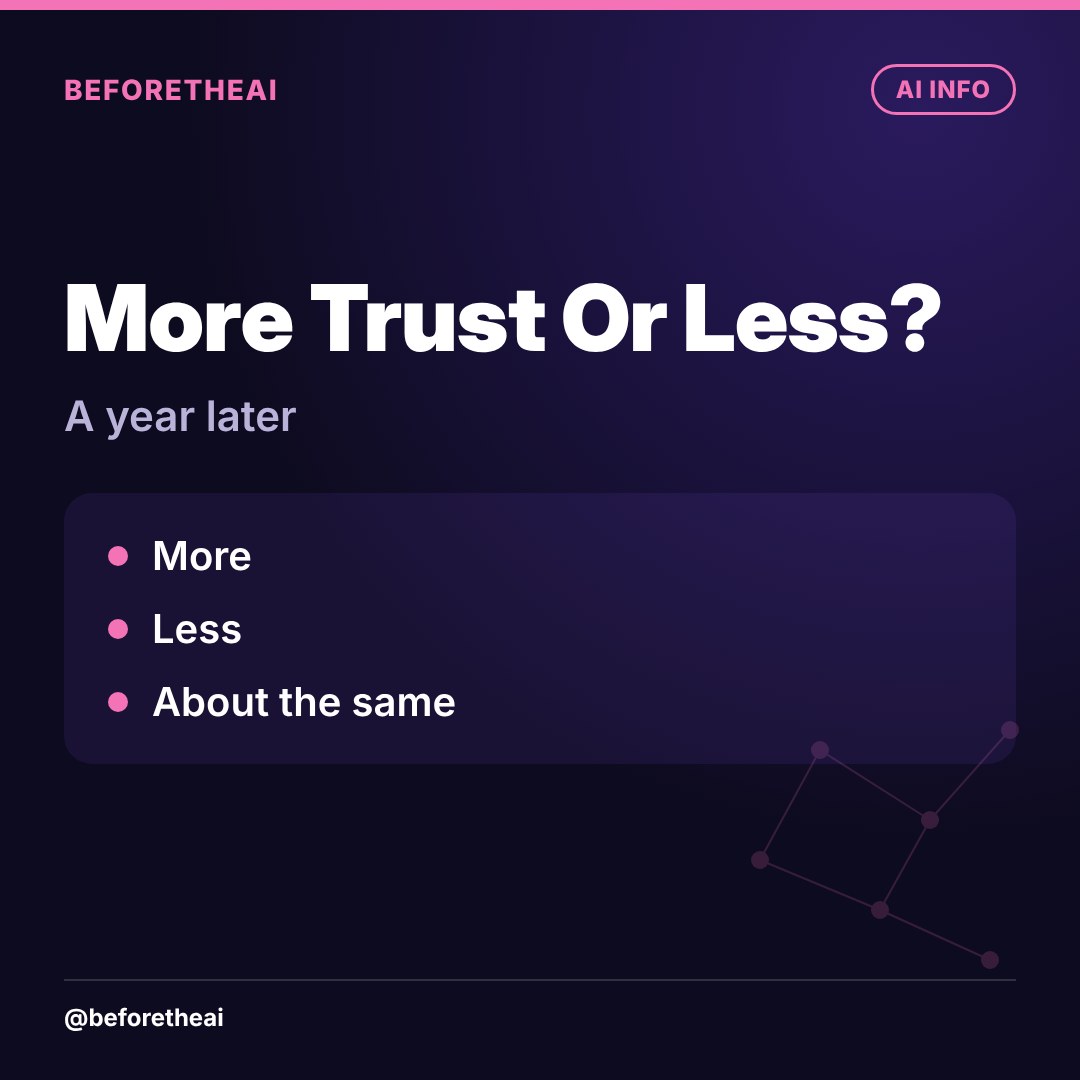 BEFORETHEAI
AI INFO
More Trust Or Less?
A year later
More
Less
About the same
@beforetheai